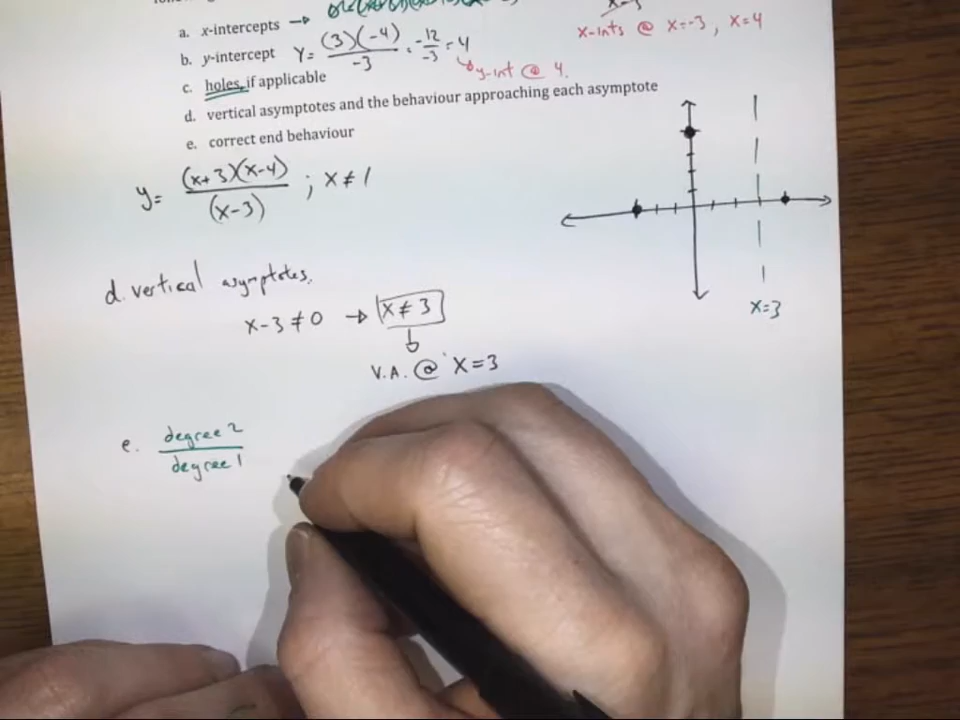 a. x-intercepts →
b. y-intercept Y= (3)(-4)/-3 = -12/-3 = 4
y-int @ 4.
x-ints @ x=-3, x=4
c. holes, if applicable
d. vertical asymptotes and the behaviour approaching each asymptote
e. correct end behaviour
y= (x+3)(x-4)/(x-3) ; x≠1
d. vertical asymptotes.
x-3≠0 → x≠3
V.A. @ x=3
x=3
e. degree 2/degree 1